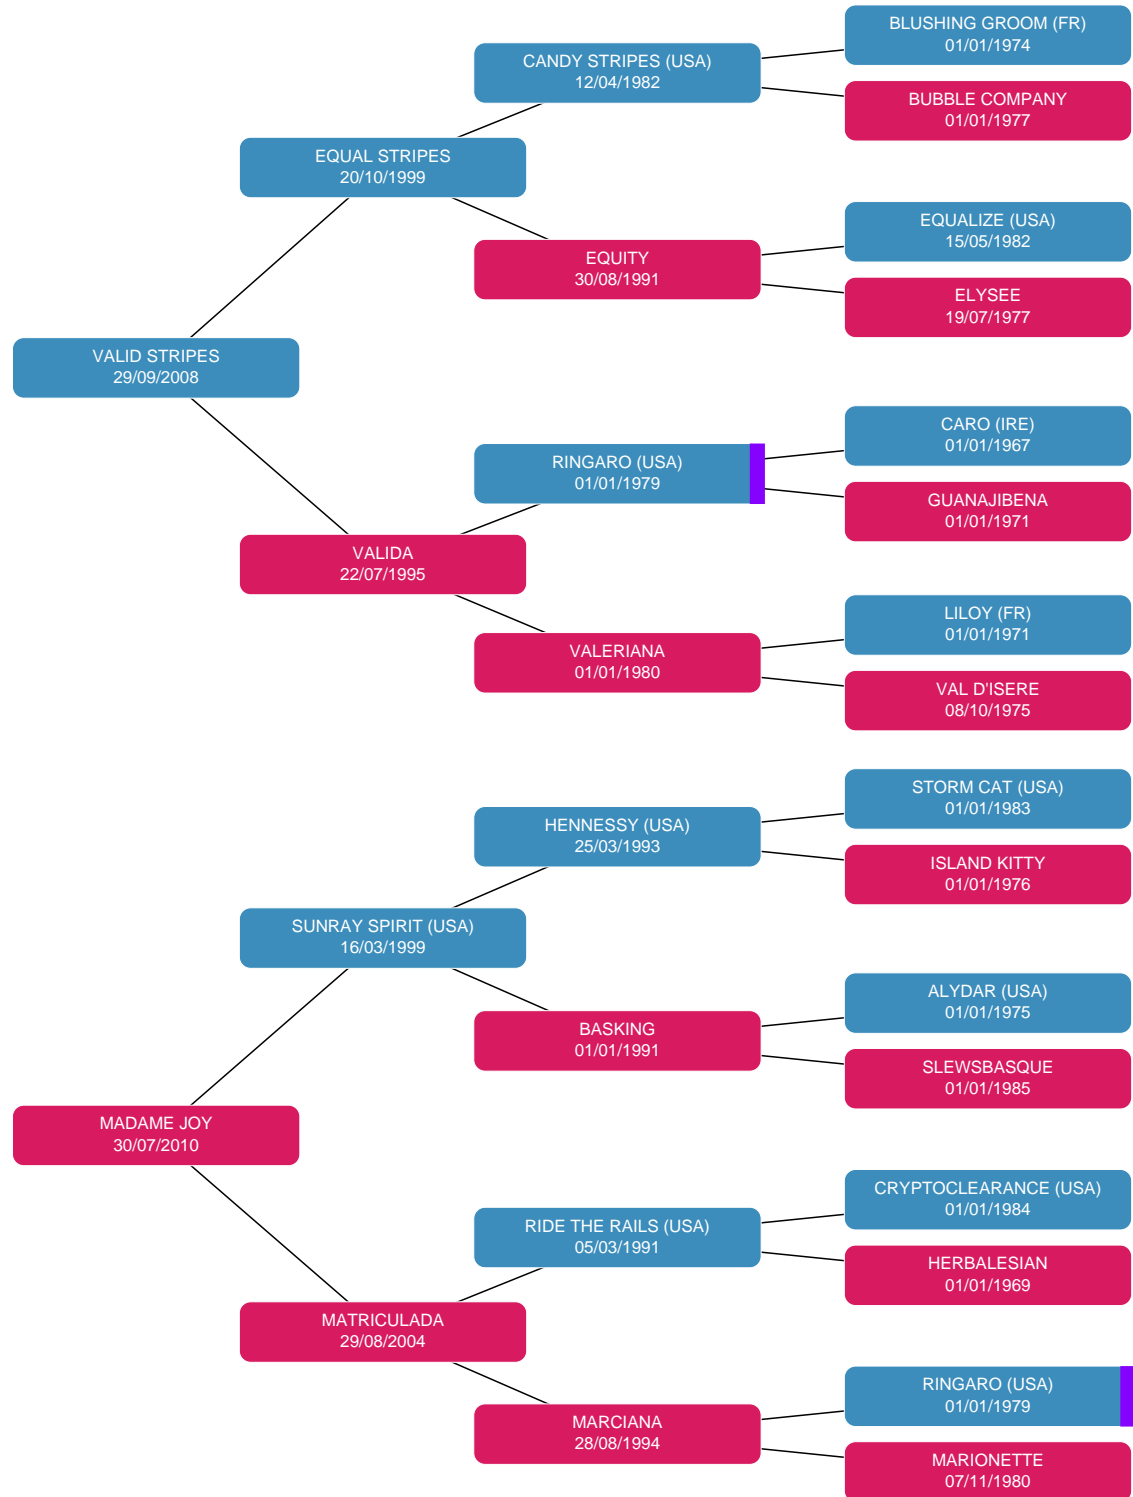 BLUSHING GROOM (FR)
01/01/1974
CANDY STRIPES (USA)
12/04/1982
BUBBLE COMPANY
01/01/1977
EQUAL STRIPES
20/10/1999
EQUALIZE (USA)
15/05/1982
EQUITY
30/08/1991
ELYSEE
19/07/1977
VALID STRIPES
29/09/2008
CARO (IRE)
01/01/1967
RINGARO (USA)
01/01/1979
GUANAJIBENA
01/01/1971
VALIDA
22/07/1995
LILOY (FR)
01/01/1971
VALERIANA
01/01/1980
VAL D'ISERE
08/10/1975
STORM CAT (USA)
01/01/1983
HENNESSY (USA)
25/03/1993
ISLAND KITTY
01/01/1976
SUNRAY SPIRIT (USA)
16/03/1999
ALYDAR (USA)
01/01/1975
BASKING
01/01/1991
SLEWSBASQUE
01/01/1985
MADAME JOY
30/07/2010
CRYPTOCLEARANCE (USA)
01/01/1984
RIDE THE RAILS (USA)
05/03/1991
HERBALESIAN
01/01/1969
MATRICULADA
29/08/2004
RINGARO (USA)
01/01/1979
MARCIANA
28/08/1994
MARIONETTE
07/11/1980